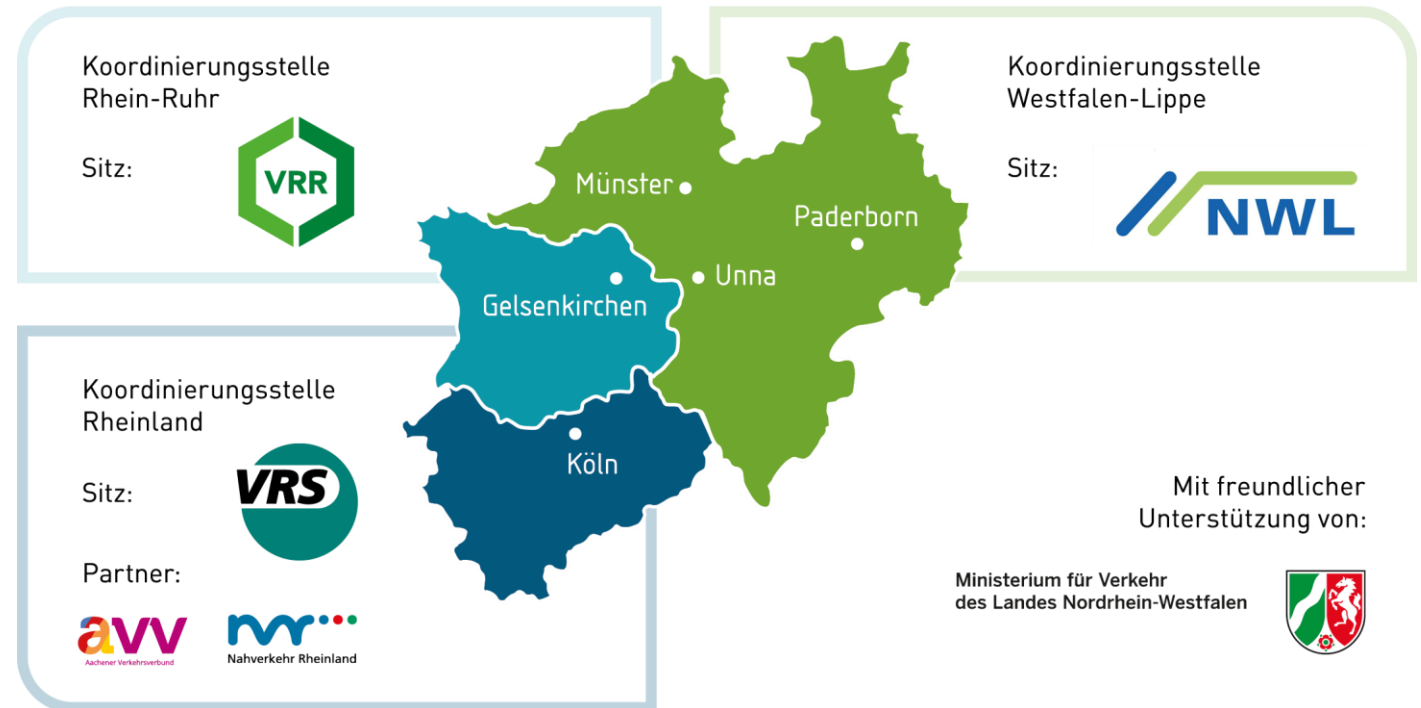 Koordinierungsstelle
Rhein-Ruhr
Sitz:
VRR
Koordinierungsstelle
Westfalen-Lippe
Sitz:
NWL
Münster
Paderborn
Unna
Gelsenkirchen
Köln
Koordinierungsstelle
Rheinland
Sitz:
VRS
Partner:
avv
Aachener Verkehrsverbund
nvr
Nahverkehr Rheinland
Mit freundlicher
Unterstützung von:
Ministerium für Verkehr
des Landes Nordrhein-Westfalen